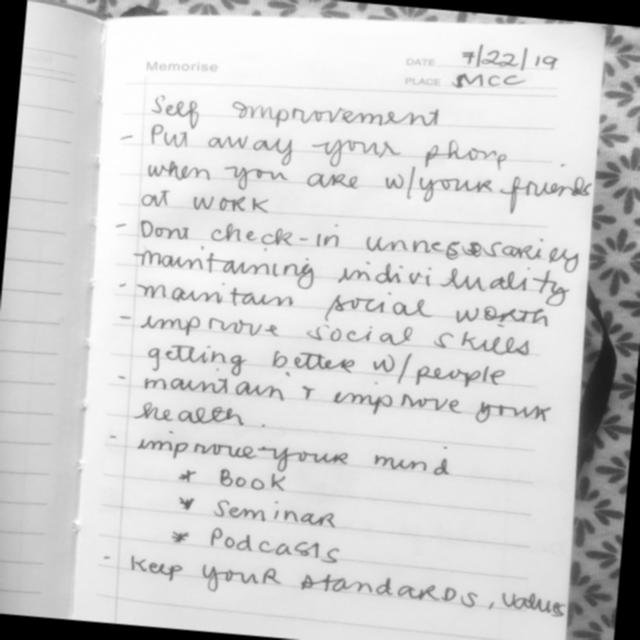 Memorise
DATE 7/22/19
PLACE MCC
Self improvement
- Put away your phone
when you are w/your friends
at work
- Dont check-in unnecessariey
maintaining individuality
- maintain social worth
- improve social skills
getting better w/people
- maintain & improve your
health.
- improve your mind
* Book
* Seminar
* Podcasts
- keep your standards, values